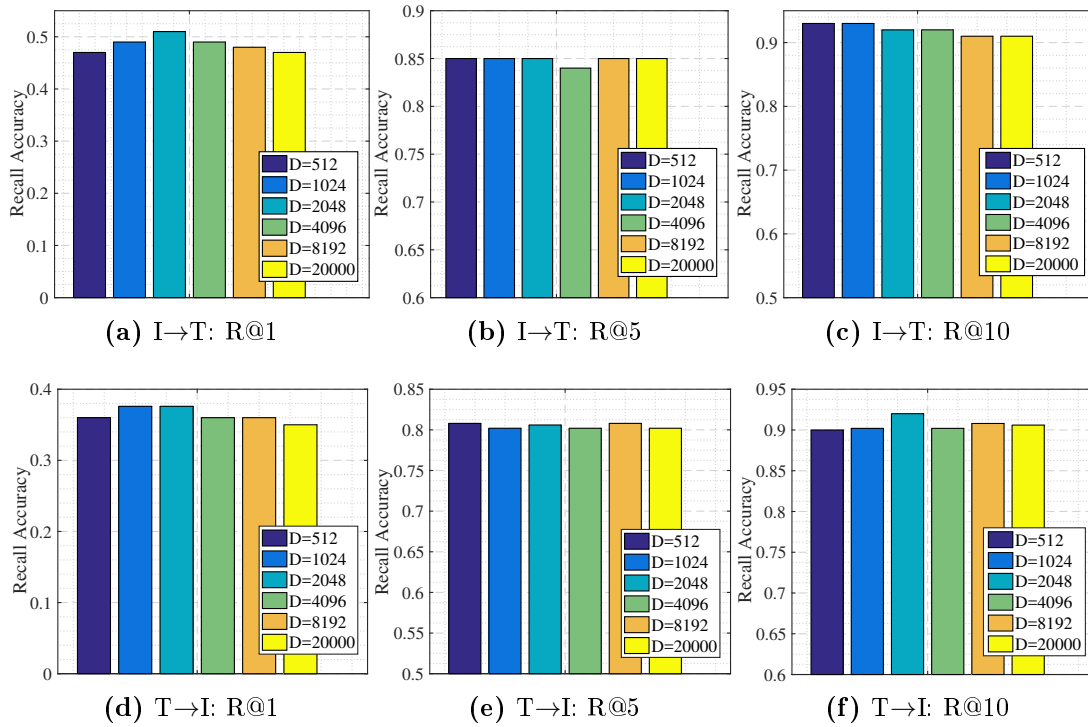 0.5
0.4
0.3
0.2
0.1
0
Recall Accuracy
D=512
D=1024
D=2048
D=4096
D=8192
D=20000
(a) I→T: R@1
0.9
0.85
0.8
0.75
0.7
0.65
0.6
Recall Accuracy
D=512
D=1024
D=2048
D=4096
D=8192
D=20000
(b) I→T: R@5
0.9
0.8
0.7
0.6
0.5
Recall Accuracy
D=512
D=1024
D=2048
D=4096
D=8192
D=20000
(c) I→T: R@10
0.4
0.3
0.2
0.1
0
Recall Accuracy
D=512
D=1024
D=2048
D=4096
D=8192
D=20000
(d) T→I: R@1
0.85
0.8
0.75
0.7
0.65
0.6
0.55
0.5
Recall Accuracy
D=512
D=1024
D=2048
D=4096
D=8192
D=20000
(e) T→I: R@5
0.95
0.9
0.85
0.8
0.75
0.7
0.65
0.6
Recall Accuracy
D=512
D=1024
D=2048
D=4096
D=8192
D=20000
(f) T→I: R@10